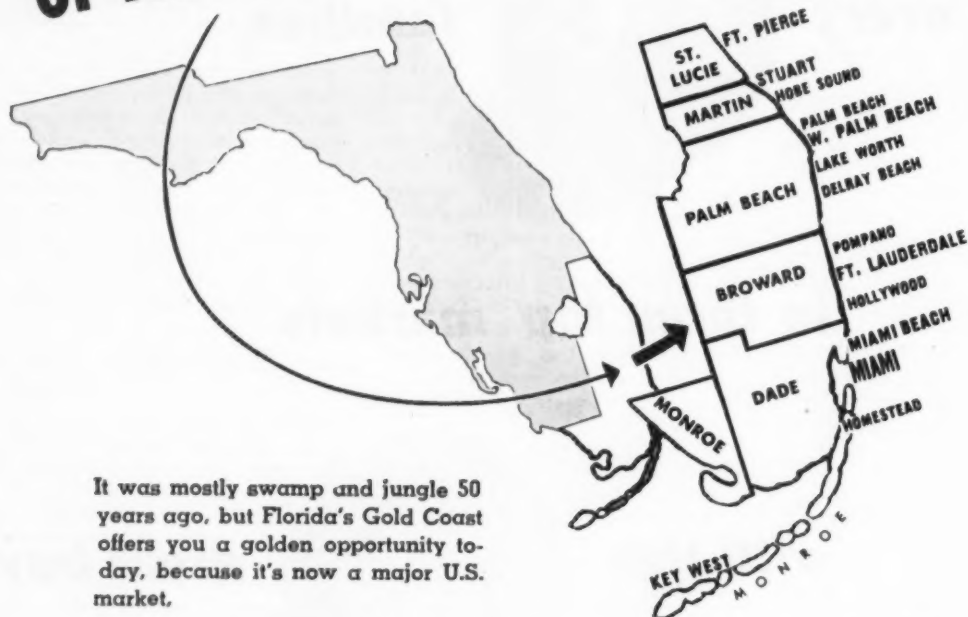 ST.
LUCIE
FT. PIERCE
MARTIN
STUART
HOBE SOUND
PALM BEACH
W. PALM BEACH
LAKE WORTH
DELRAY BEACH
PALM BEACH
POMPANO
FT. LAUDERDALE
BROWARD
HOLLYWOOD
MIAMI BEACH
MIAMI
DADE
HOMESTEAD
MONROE
KEY WEST
MONROE
It was mostly swamp and jungle 50
years ago, but Florida's Gold Coast
offers you a golden opportunity to-
day, because it's now a major U.S.
market.